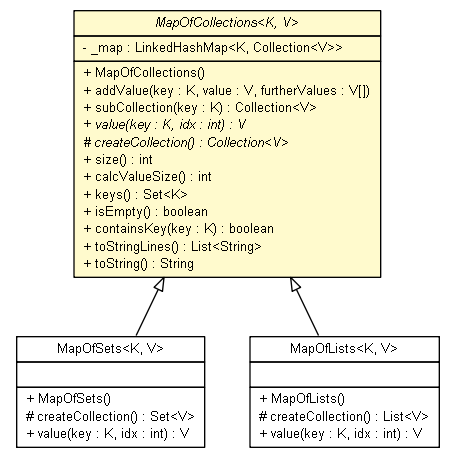 MapOfCollections<K, V>
- _map : LinkedHashMap<K, Collection<V>>
+ MapOfCollections()
+ addValue(key : K, value : V, furtherValues : V[])
+ subCollection(key : K) : Collection<V>
+ value(key : K, idx : int) : V
# createCollection() : Collection<V>
+ size() : int
+ calcValueSize() : int
+ keys() : Set<K>
+ isEmpty() : boolean
+ containsKey(key : K) : boolean
+ toStringLines() : List<String>
+ toString() : String
MapOfSets<K, V>
+ MapOfSets()
# createCollection() : Set<V>
+ value(key : K, idx : int) : V
MapOfLists<K, V>
+ MapOfLists()
# createCollection() : List<V>
+ value(key : K, idx : int) : V